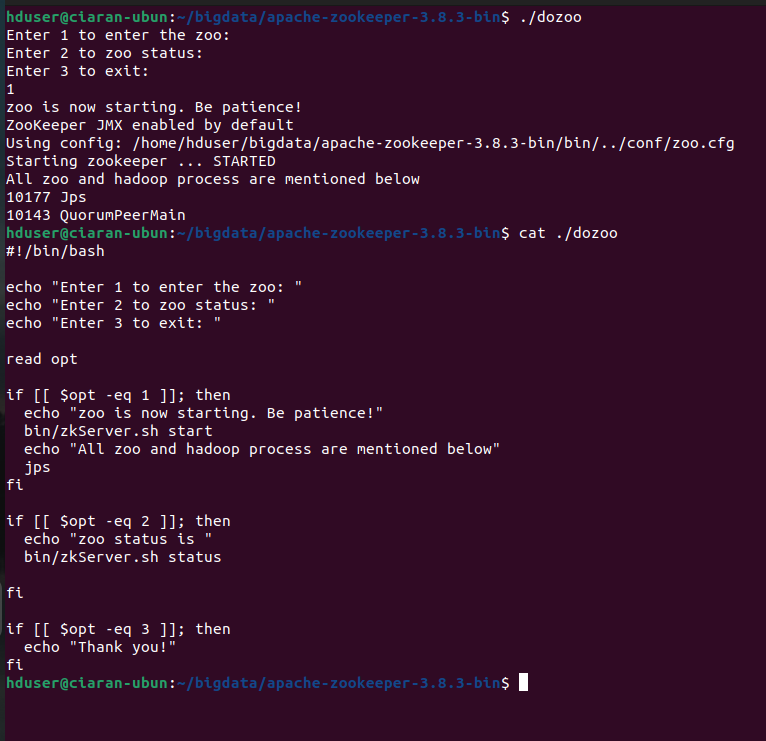 hduser@ciaran-ubun:~/bigdata/apache-zookeeper-3.8.3-bin$ ./dozoo
Enter 1 to enter the zoo:
Enter 2 to zoo status:
Enter 3 to exit:
1
zoo is now starting. Be patience!
ZooKeeper JMX enabled by default
Using config: /home/hduser/bigdata/apache-zookeeper-3.8.3-bin/bin/../conf/zoo.cfg
Starting zookeeper ... STARTED
All zoo and hadoop process are mentioned below
10177 Jps
10143 QuorumPeerMain
hduser@ciaran-ubun:~/bigdata/apache-zookeeper-3.8.3-bin$ cat ./dozoo
#!/bin/bash

echo "Enter 1 to enter the zoo: "
echo "Enter 2 to zoo status: "
echo "Enter 3 to exit: "

read opt

if [[ $opt -eq 1 ]]; then
  echo "zoo is now starting. Be patience!"
  bin/zkServer.sh start
  echo "All zoo and hadoop process are mentioned below"
  jps
fi

if [[ $opt -eq 2 ]]; then
  echo "zoo status is "
  bin/zkServer.sh status

fi

if [[ $opt -eq 3 ]]; then
  echo "Thank you!"
fi
hduser@ciaran-ubun:~/bigdata/apache-zookeeper-3.8.3-bin$